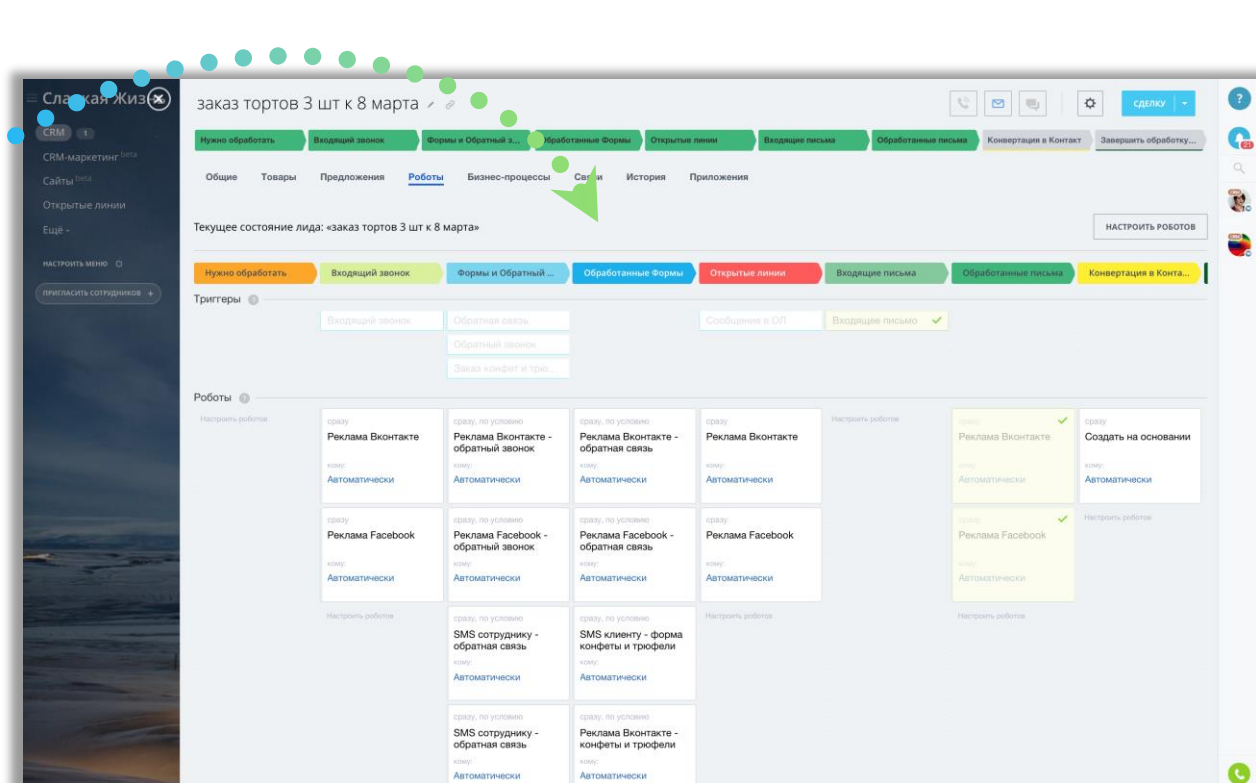 заказ тортов 3 шт к 8 марта
СДЕЛКУ
CRM 1
CRM-маркетинг beta
Сайты beta
Открытые линии
Ещё -
НАСТРОИТЬ МЕНЮ
ПРИГЛАСИТЬ СОТРУДНИКОВ +
?
21
Нужно обработать
Входящий звонок
Формы и Обратный з...
Формы
Открытые линии
Входящие письма
Обработанные письма
Конвертация в Контакт
Завершить обработку...
Общие Товары Предложения Роботы Бизнес-процессы История Приложения
Текущее состояние лида: «заказ тортов 3 шт к 8 марта»
НАСТРОИТЬ РОБОТОВ
Нужно обработать
Входящий звонок
Формы и Обратный ...
Обработанные Формы
Открытые линии
Входящие письма
Обработанные письма
Конвертация в Конта...
Триггеры ?
Входящий звонок
Обратная связь
Сообщение в ОЛ
Входящее письмо
Обратный звонок
Заказ конфет и трю...
Роботы ?
Настроить роботов
сразу
Реклама Вконтакте
кому:
Автоматически
сразу, по условию
Реклама Вконтакте -
обратный звонок
кому:
Автоматически
сразу, по условию
Реклама Вконтакте -
обратная связь
кому:
Автоматически
сразу
Реклама Вконтакте
кому:
Автоматически
Настроить роботов
Реклама Вконтакте
Автоматически
сразу
Создать на основании
кому:
Автоматически
сразу
Реклама Facebook
кому:
Автоматически
сразу, по условию
Реклама Facebook -
обратный звонок
кому:
Автоматически
сразу, по условию
Реклама Facebook -
обратная связь
кому:
Автоматически
сразу
Реклама Facebook
кому:
Автоматически
Реклама Facebook
Автоматически
Настроить роботов
Настроить роботов
сразу, по условию
SMS сотруднику -
обратная связь
кому:
Автоматически
сразу, по условию
SMS клиенту - форма
конфеты и трюфели
кому:
Автоматически
Настроить роботов
Настроить роботов
сразу, по условию
SMS сотруднику -
обратная связь
кому:
Автоматически
сразу, по условию
Реклама Вконтакте -
конфеты и трюфели
кому:
Автоматически